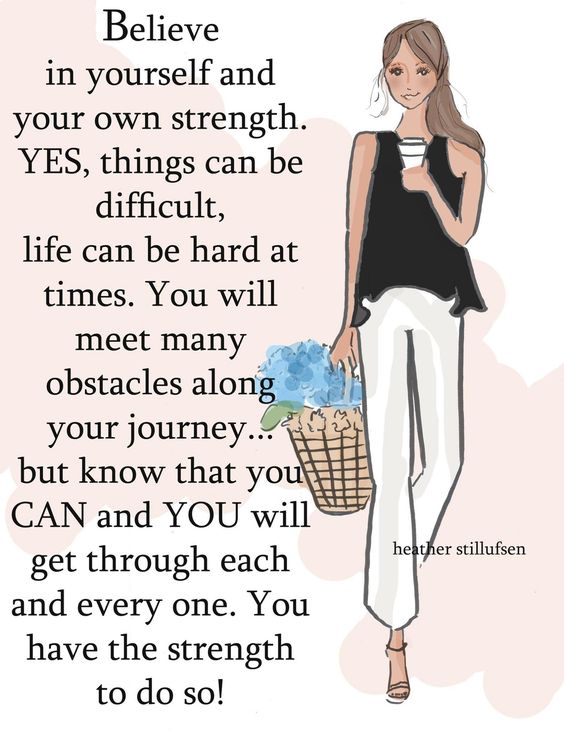 Believe
in yourself and
your own strength.
YES, things can be
difficult,
life can be hard at
times. You will
meet many
obstacles along
your journey...
but know that you
CAN and YOU will
get through each
and every one. You
have the strength
to do so!
heather stillufsen